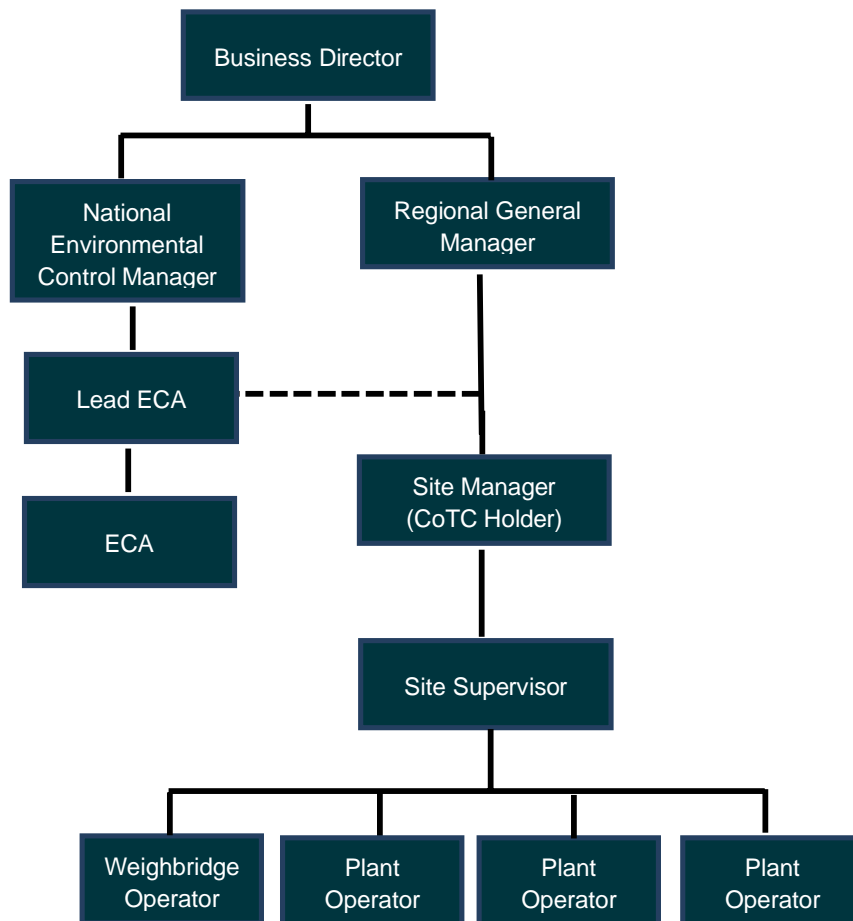 Business Director
National
Environmental
Control Manager
Regional General
Manager
Lead ECA
ECA
Site Manager
(CoTC Holder)
Site Supervisor
Weighbridge
Operator
Plant
Operator
Plant
Operator
Plant
Operator